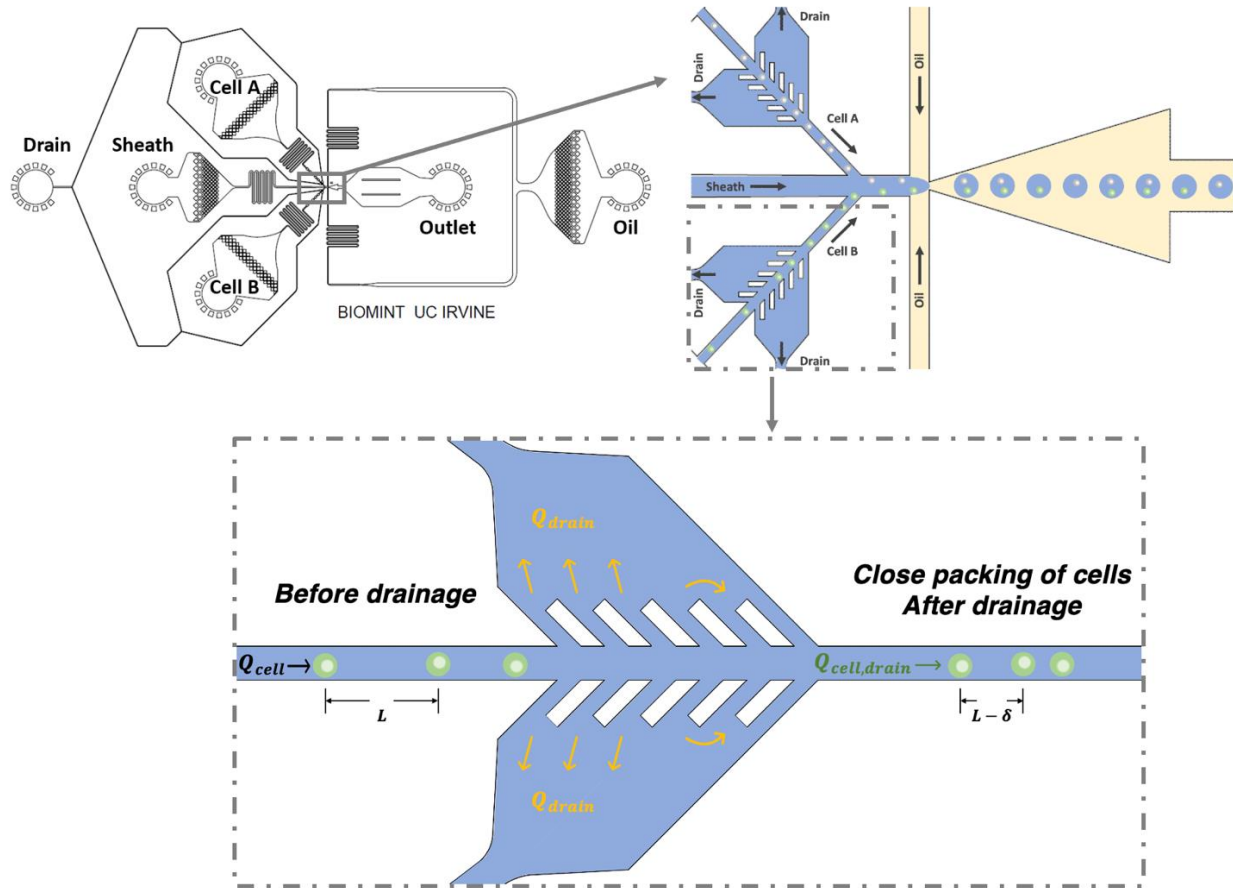 Cell A
Drain
Sheath
Cell B
Outlet
Oil
BIOMINT UC IRVINE
Drain
Drain
Cell A
Sheath
Cell B
Drain
Drain
Oil
Oil
Q_drain
Before drainage
Close packing of cells
After drainage
Q_cell→
Q_cell,drain →
L
L − δ
Q_drain